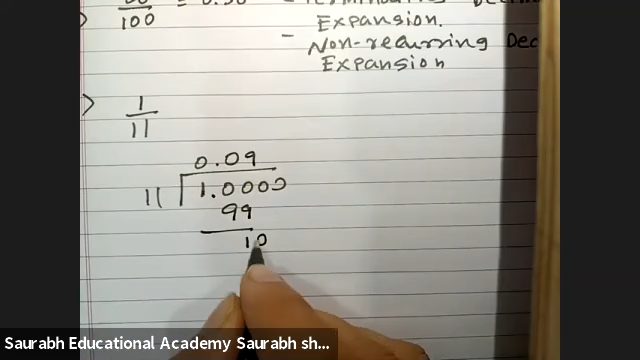 100
Expansion.
- Non-recurring Dec
Expansion
1
11
0.09
11 1.0000
99
10
Saurabh Educational Academy Saurabh sh...